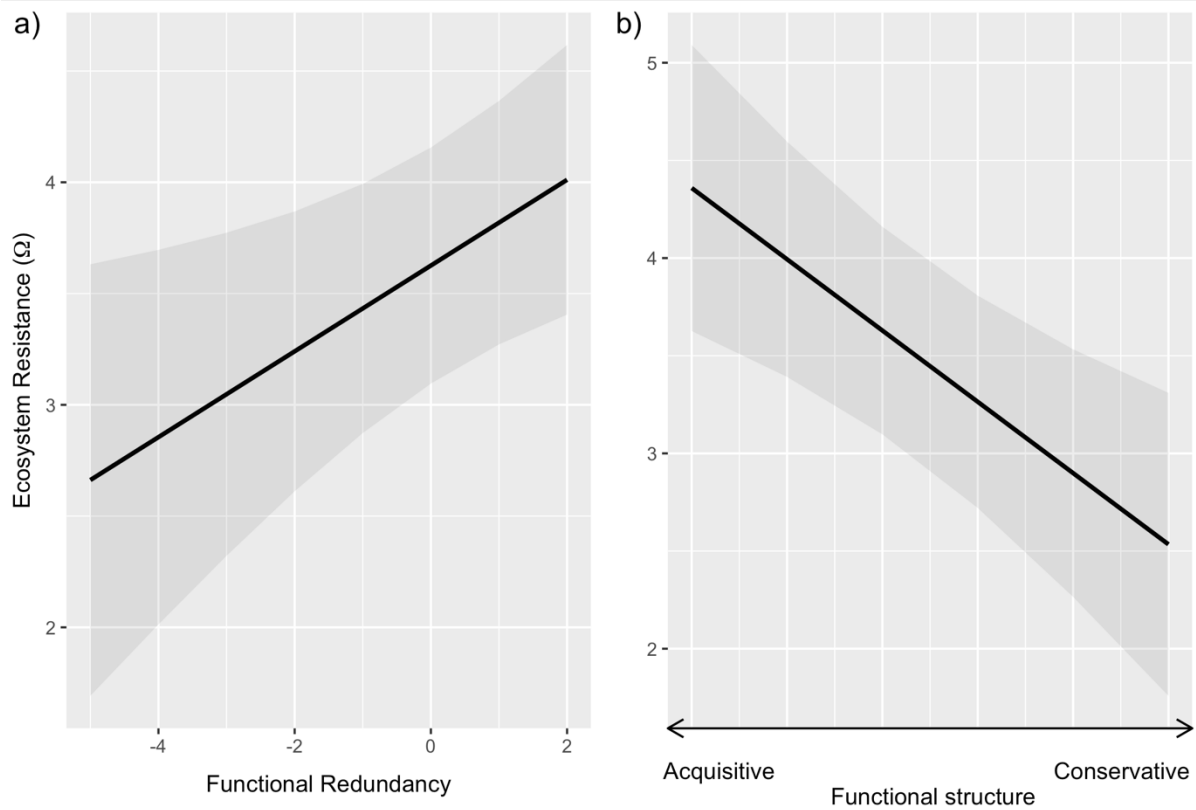 a)
Ecosystem Resistance (Ω)
4
3
2
-4
-2
0
2
Functional Redundancy
b)
5
4
3
2
Acquisitive
Conservative
Functional structure